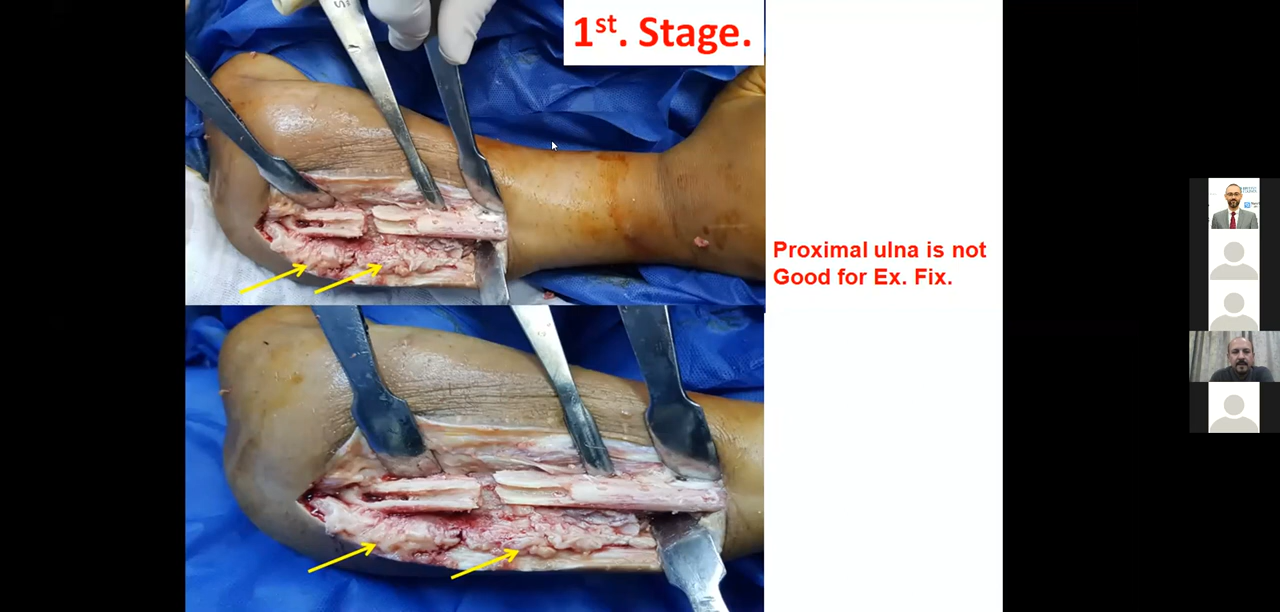 1st. Stage.
Proximal ulna is not
Good for Ex. Fix.